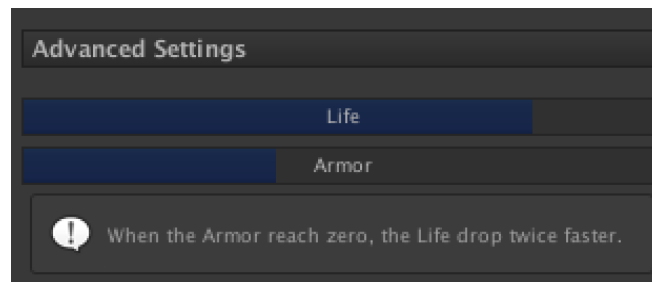 Advanced Settings
Life
Armor
When the Armor reach zero, the Life drop twice faster.